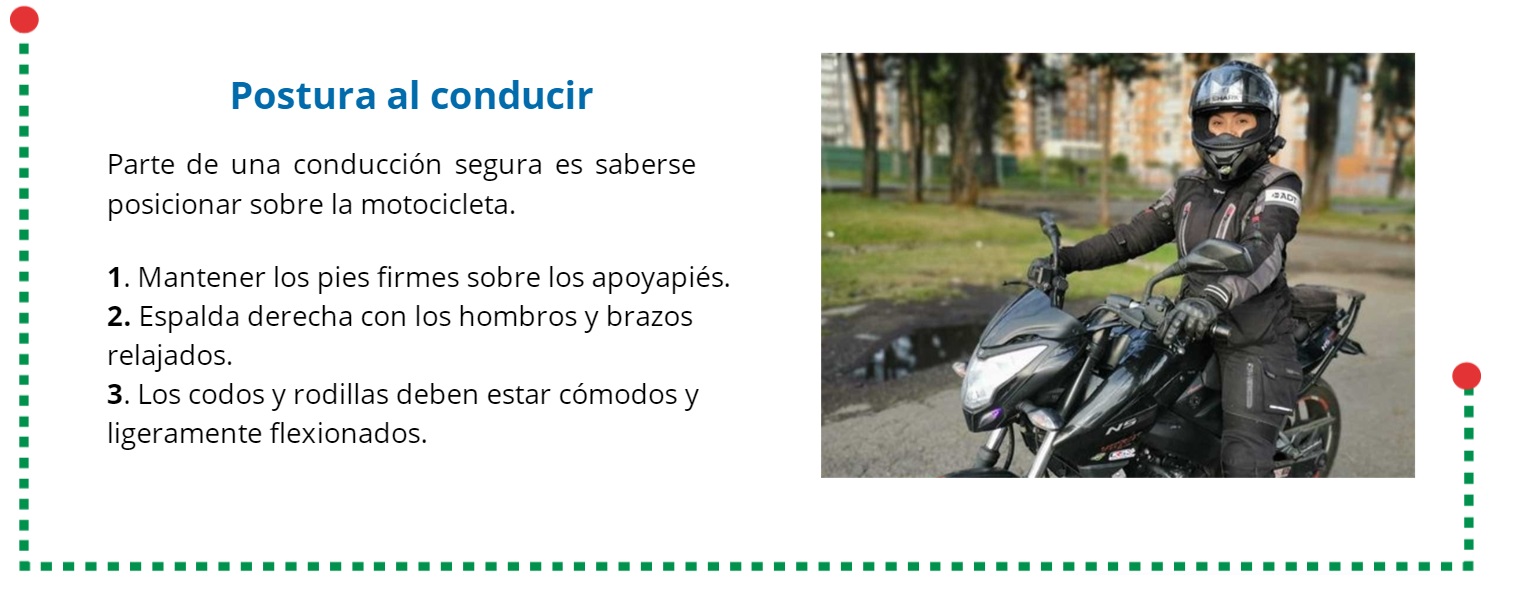 Postura al conducir
Parte de una conducción segura es saberse
posicionar sobre la motocicleta.
1. Mantener los pies firmes sobre los apoyapiés.
2. Espalda derecha con los hombros y brazos
relajados.
3. Los codos y rodillas deben estar cómodos y
ligeramente flexionados.
SHARK
NS